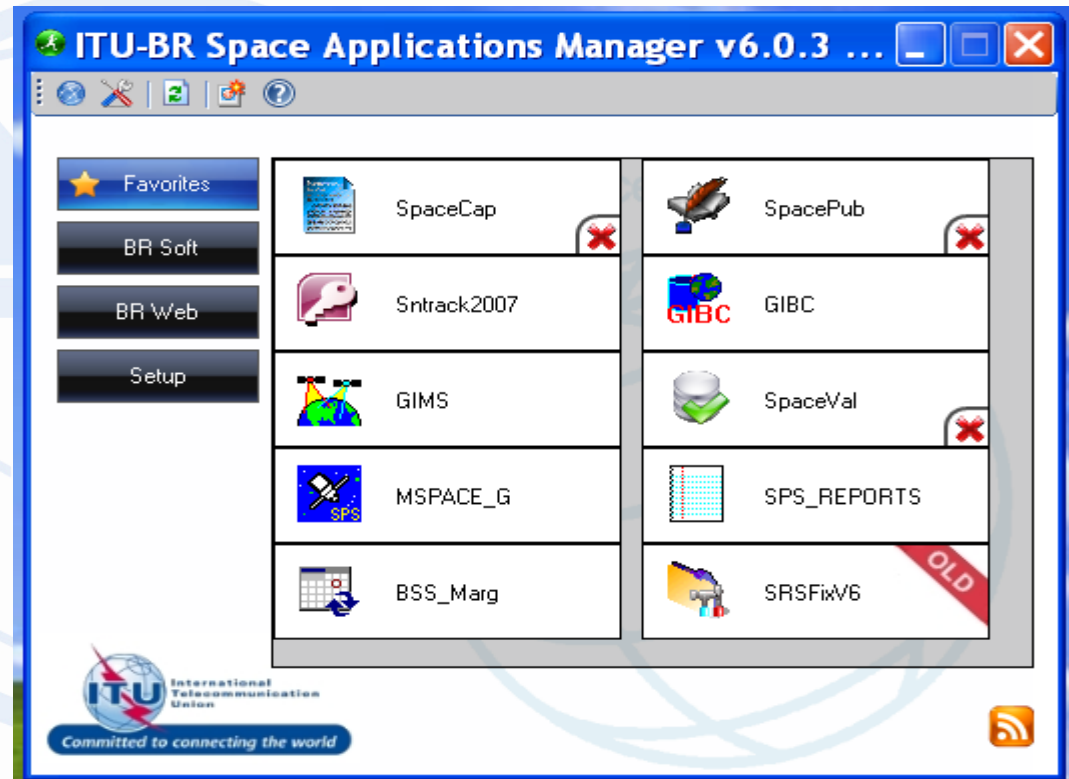 ITU-BR Space Applications Manager v6.0.3 ...
Favorites
BR Soft
BR Web
Setup
SpaceCap
SpacePub
Sntrack2007
GIBC
GIBC
GIMS
SpaceVal
SPS
MSPACE_G
SPS_REPORTS
BSS_Marg
SRSFixV6
OLD
ITU
International
Telecommunication
Union
Committed to connecting the world